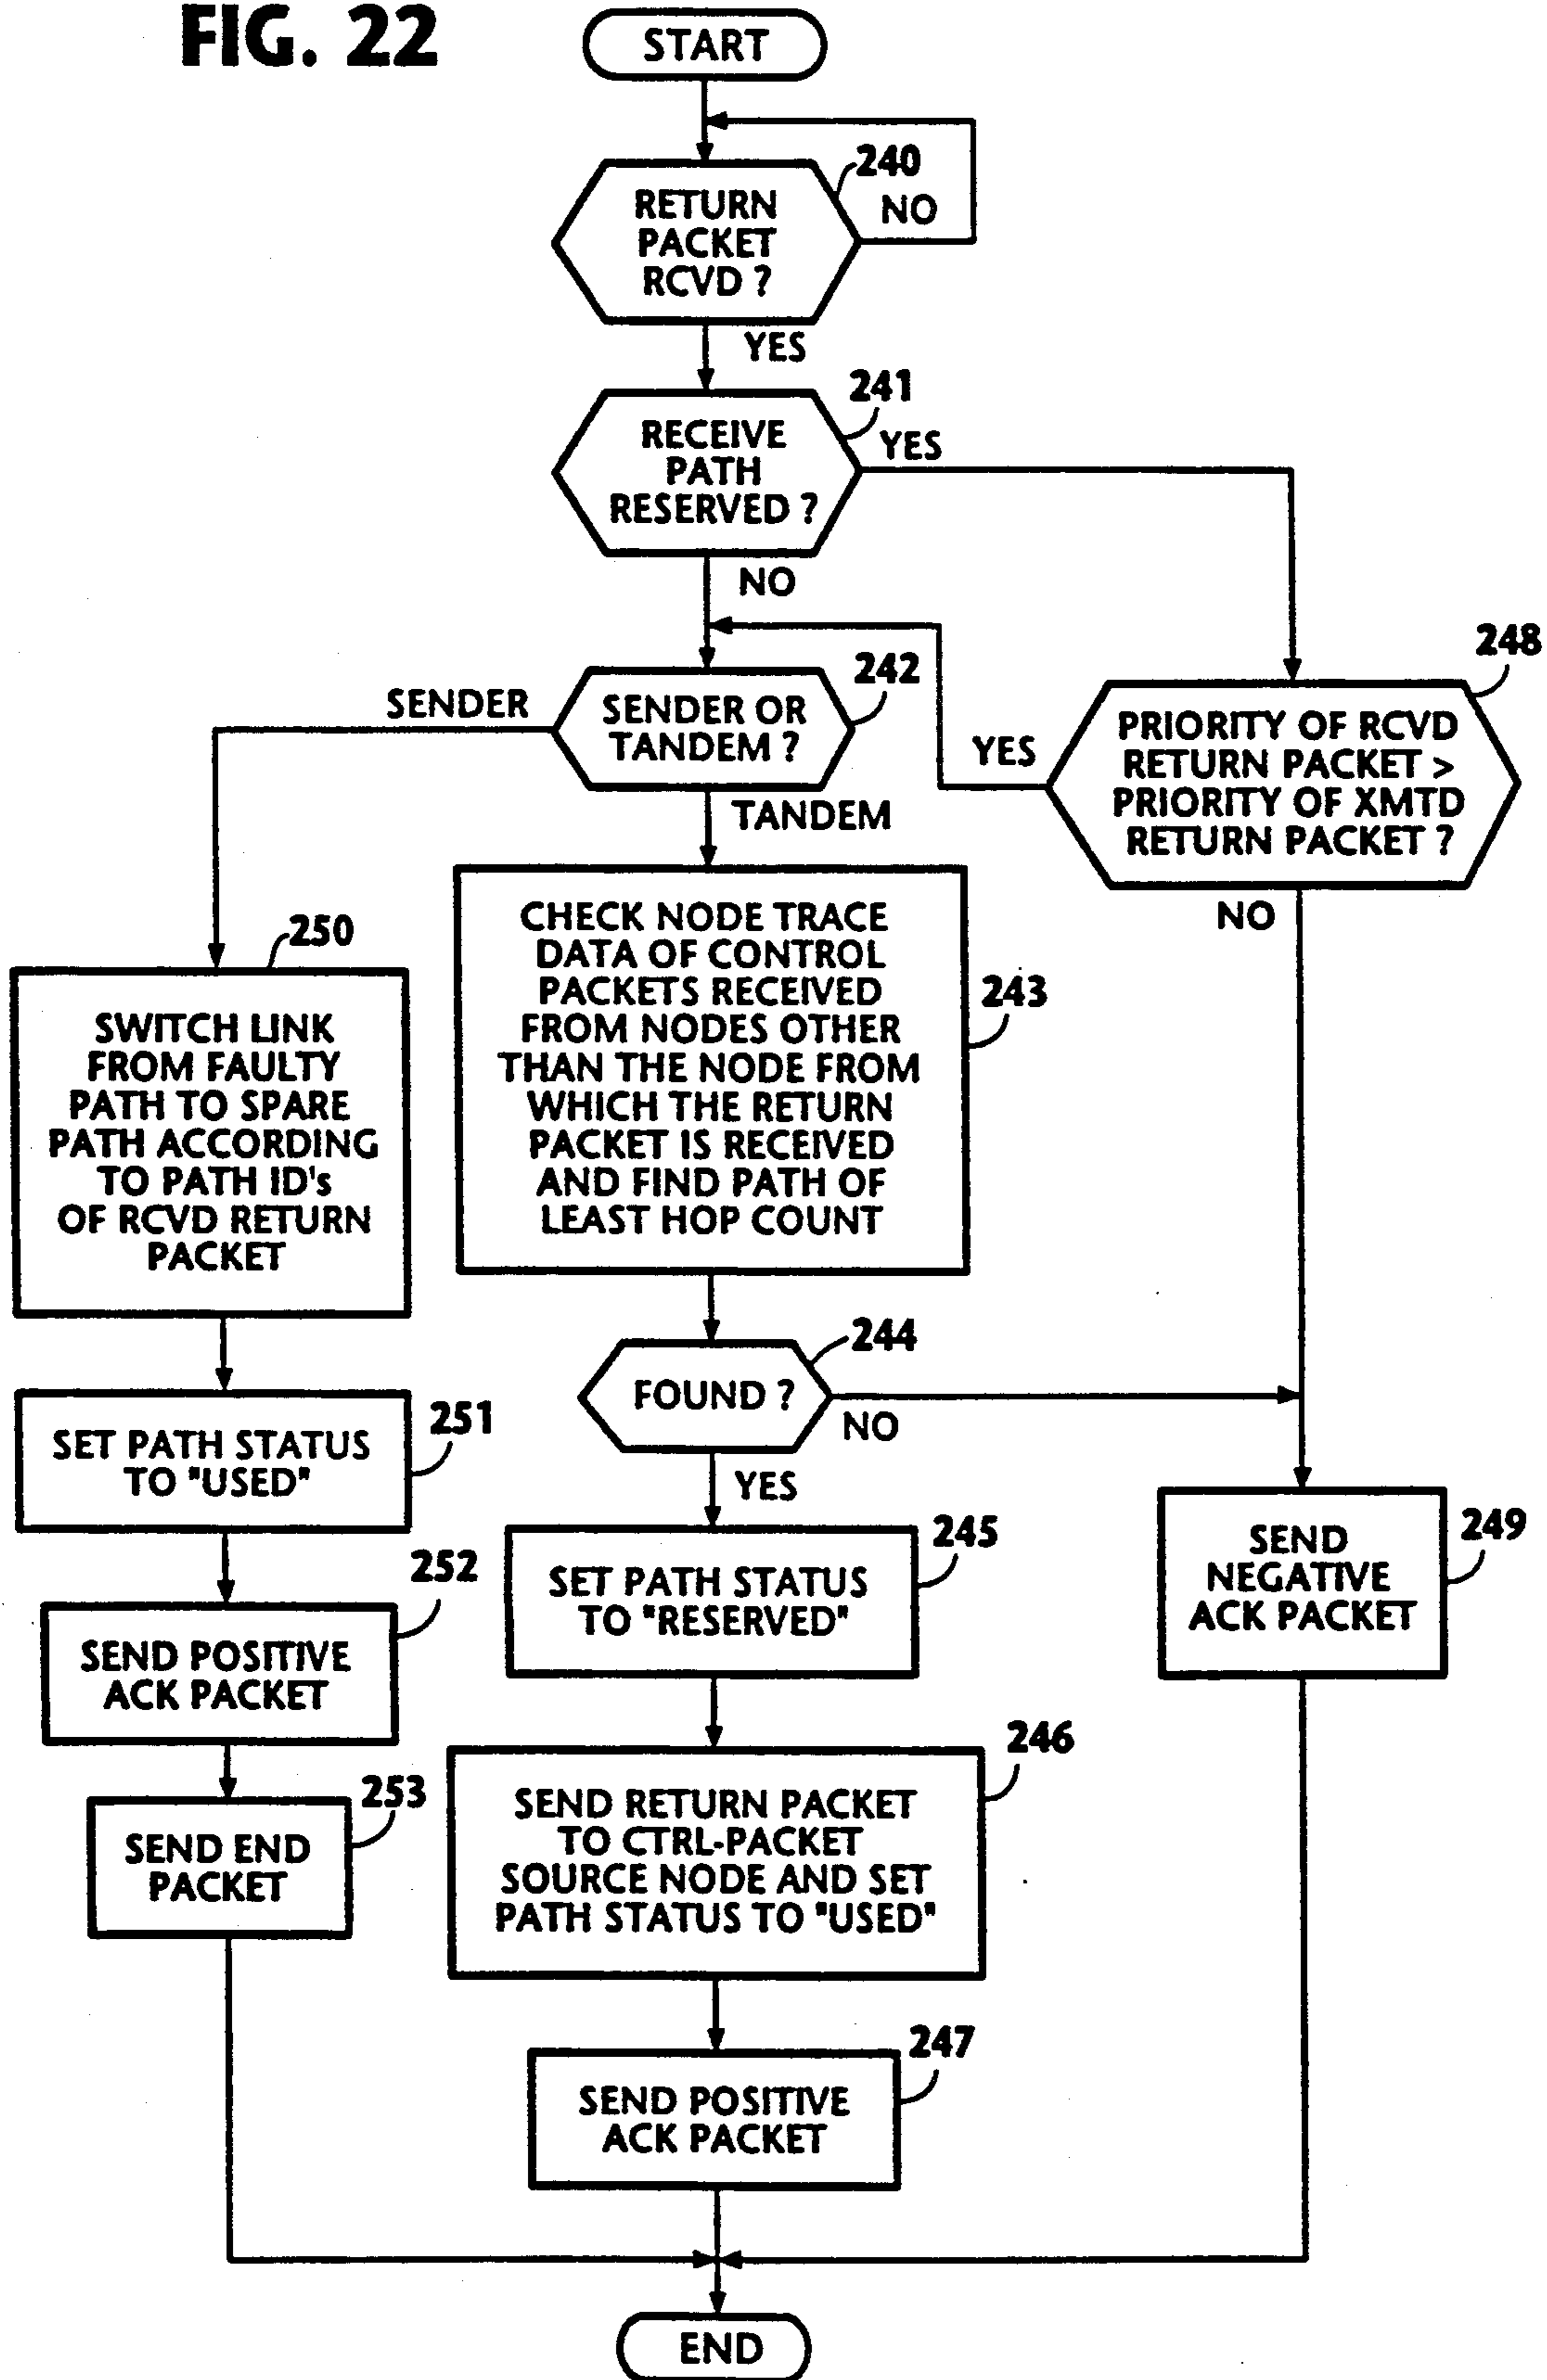 FIG. 22
START
240
NO
RETURN
PACKET
RCVD ?
YES
241
YES
RECEIVE
PATH
RESERVED ?
NO
242
SENDER
SENDER OR
TANDEM ?
TANDEM
248
YES
PRIORITY OF RCVD
RETURN PACKET >
PRIORITY OF XMTD
RETURN PACKET ?
NO
250
SWITCH LINK
FROM FAULTY
PATH TO SPARE
PATH ACCORDING
TO PATH ID's
OF RCVD RETURN
PACKET
243
CHECK NODE TRACE
DATA OF CONTROL
PACKETS RECEIVED
FROM NODES OTHER
THAN THE NODE FROM
WHICH THE RETURN
PACKET IS RECEIVED
AND FIND PATH OF
LEAST HOP COUNT
244
FOUND ?
NO
YES
251
SET PATH STATUS
TO "USED"
245
SET PATH STATUS
TO "RESERVED"
249
SEND
NEGATIVE
ACK PACKET
252
SEND POSITIVE
ACK PACKET
246
SEND RETURN PACKET
TO CTRL-PACKET
SOURCE NODE AND SET
PATH STATUS TO "USED"
253
SEND END
PACKET
247
SEND POSITIVE
ACK PACKET
END